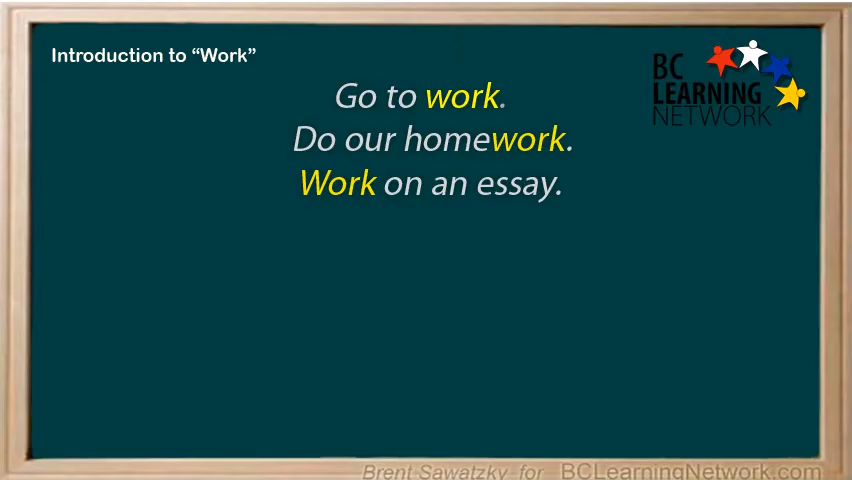 Introduction to “Work”
Go to work.
Do our homework.
Work on an essay.
BC
LEARNING
NETWORK
Brent Sawatzky for BCLearningNetwork.com